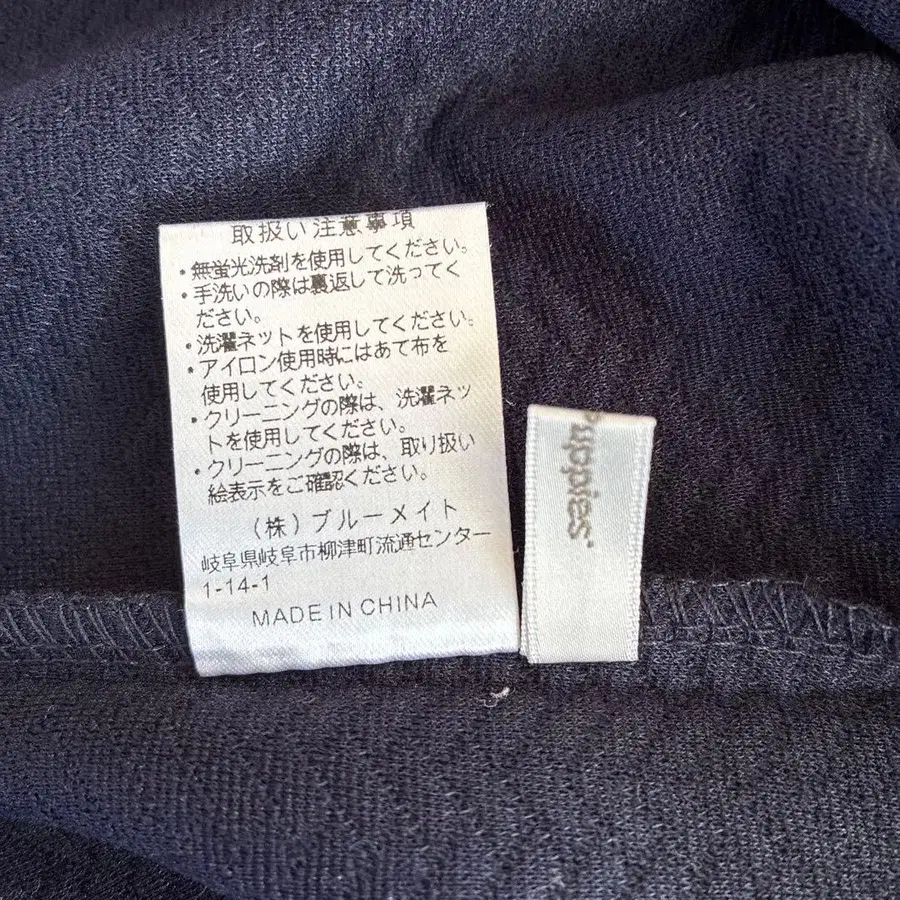 取扱い注意事項
・無蛍光洗剤を使用してください。
・手洗いの際は裏返して洗ってく
ださい。
・洗濯ネットを使用してください。
・アイロン使用時にはあて布を
使用してください。
・クリーニングの際は、洗濯ネッ
トを使用してください。
・クリーニングの際は、取り扱い
絵表示をご確認ください。
(株)ブルーメイト
岐阜県岐阜市柳津町流通センター
1-14-1
MADE IN CHINA
Puppies